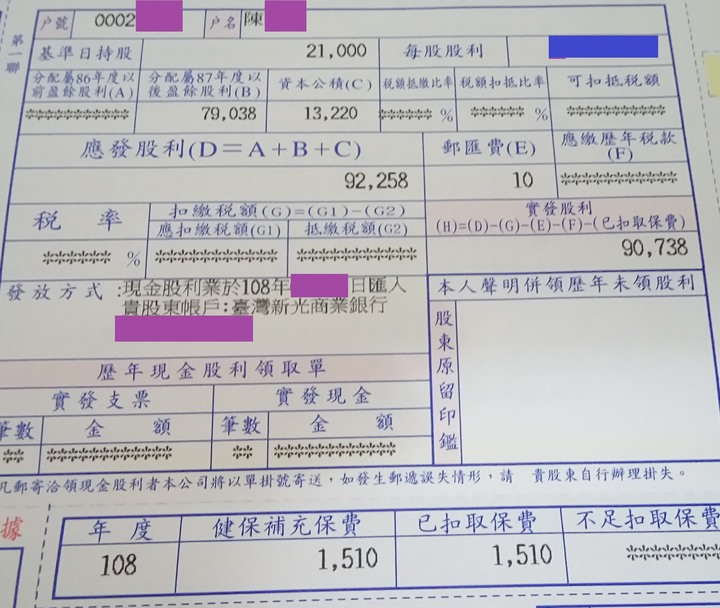 第一聯
戶號 0002 戶名 陳
基準日持股 21,000 每股股利
分配屬86年度以前盈餘股利(A) 分配屬87年度以後盈餘股利(B) 資本公積(C) 稅額抵繳比率 稅額扣抵比率 可扣抵稅額
************ 79,038 13,220 ****** % ****** % ************
應發股利(D=A+B+C) 郵匯費(E) 應繳歷年稅款(F)
92,258 10 ************
稅率 扣繳稅額(G)=(G1)-(G2) 實發股利
應扣繳稅額(G1) 抵繳稅額(G2) (H)=(D)-(G)-(E)-(F)-(已扣取保費)
****** % ************ ************ 90,738
發放方式:現金股利業於108年 日匯入
貴股東帳戶:臺灣新光商業銀行
本人聲明併領歷年未領股利
股東原留印鑑
歷年現金股利領取單
實發支票 實發現金
筆數 金額 筆數 金額
** *************** ** ***************
凡郵寄洽領現金股利者本公司將以單掛號寄送,如發生郵遞誤失情形,請 貴股東自行辦理掛失。
據
年度 健保補充保費 已扣取保費 不足扣取保費
108 1,510 1,510 **********